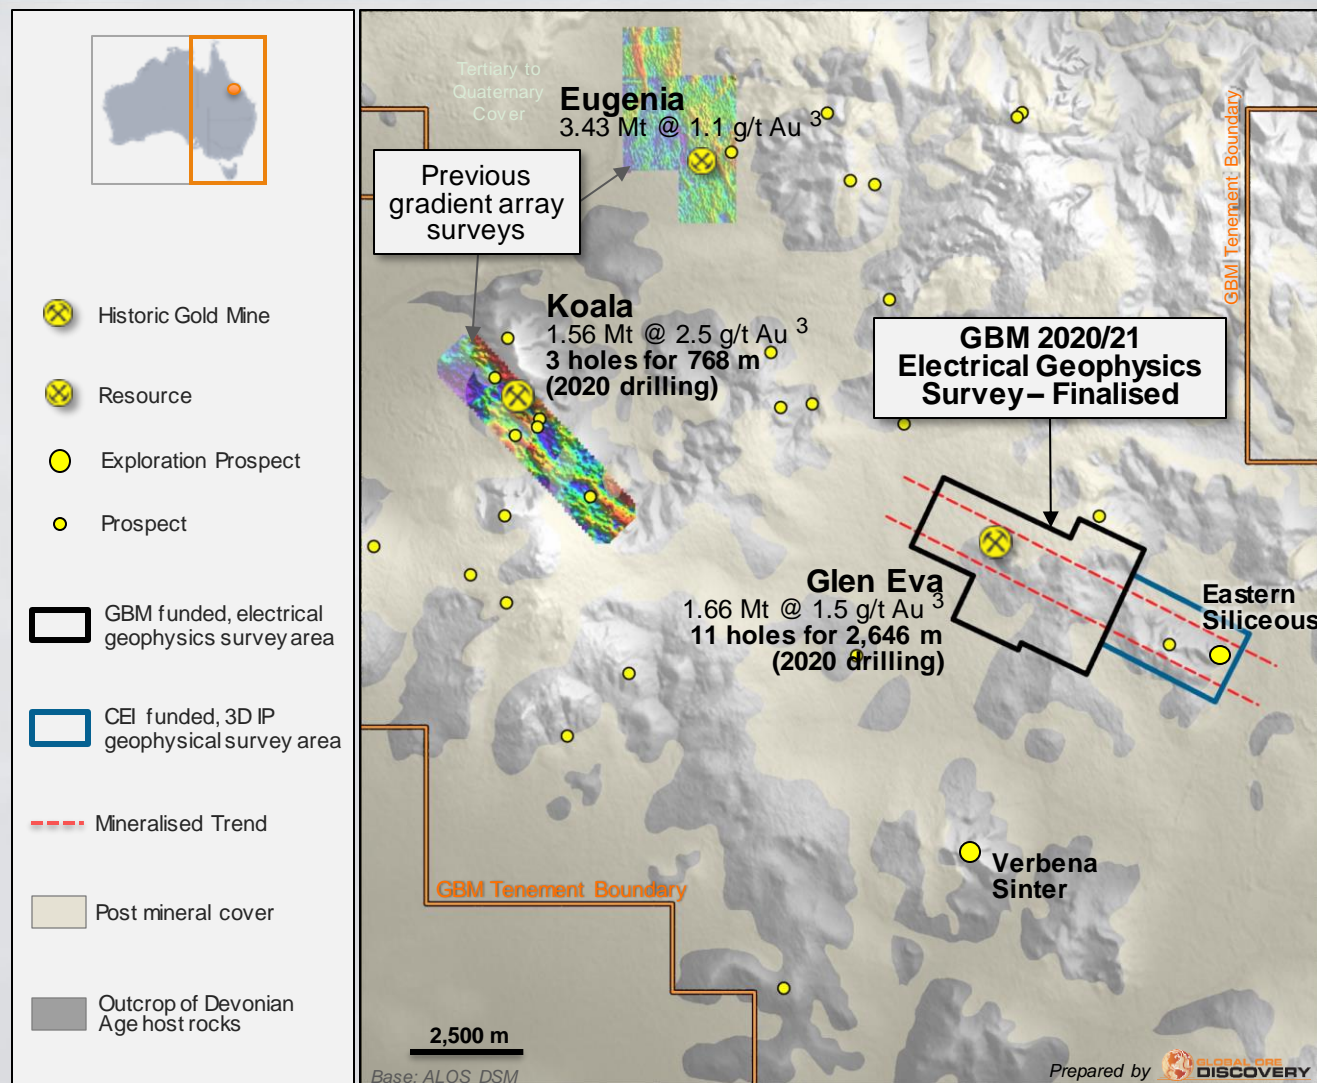 Historic Gold Mine
Resource
Exploration Prospect
Prospect
GBM funded, electrical
geophysics survey area
CEI funded, 3D IP
geophysical survey area
Mineralised Trend
Post mineral cover
Outcrop of Devonian
Age host rocks
Tertiary to
Quaternary
Cover
Eugenia
3.43 Mt @ 1.1 g/t Au 3
Previous
gradient array
surveys
GBM Tenement Boundary
Koala
1.56 Mt @ 2.5 g/t Au 3
3 holes for 768 m
(2020 drilling)
GBM 2020/21
Electrical Geophysics
Survey – Finalised
Glen Eva
1.66 Mt @ 1.5 g/t Au 3
11 holes for 2,646 m
(2020 drilling)
Eastern
Siliceous
Verbena
Sinter
GBM Tenement Boundary
2,500 m
Base: ALOS DSM
Prepared by
GLOBAL ORE
DISCOVERY